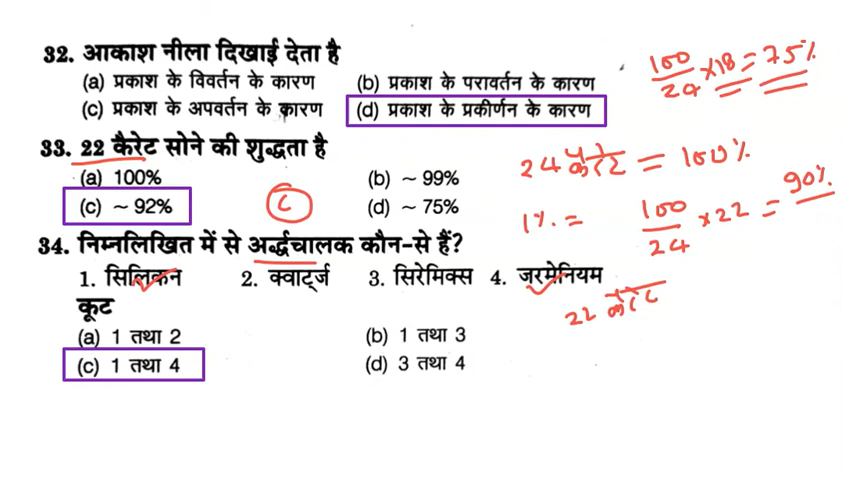 32. आकाश नीला दिखाई देता है
(a) प्रकाश के विवर्तन के कारण (b) प्रकाश के परावर्तन के कारण
(c) प्रकाश के अपवर्तन के कारण (d) प्रकाश के प्रकीर्णन के कारण
100/24 × 18 = 75%
33. 22 कैरेट सोने की शुद्धता है
(a) 100% (b) ~ 99%
(c) ~ 92% (d) ~ 75%
C
24 कैरेट = 100%
1% = 100/24 × 22 = 90%
34. निम्नलिखित में से अर्द्धचालक कौन-से हैं?
1. सिलिकन 2. क्वार्ट्ज 3. सिरेमिक्स 4. जरमेनियम
22 कैरेट
कूट
(a) 1 तथा 2 (b) 1 तथा 3
(c) 1 तथा 4 (d) 3 तथा 4